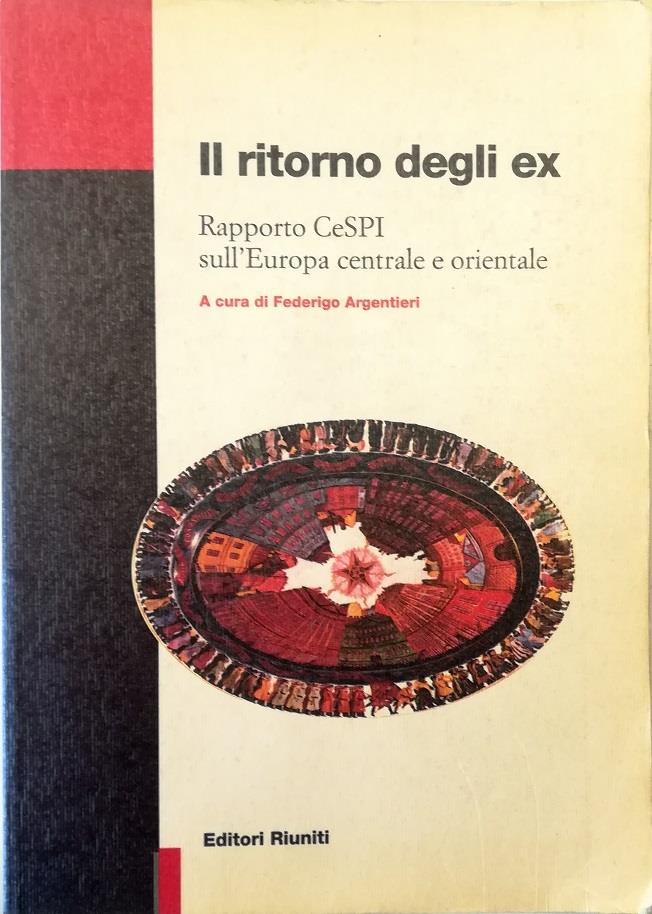 Il ritorno degli ex
Rapporto CeSPI
sull'Europa centrale e orientale
A cura di Federigo Argentieri
Editori Riuniti